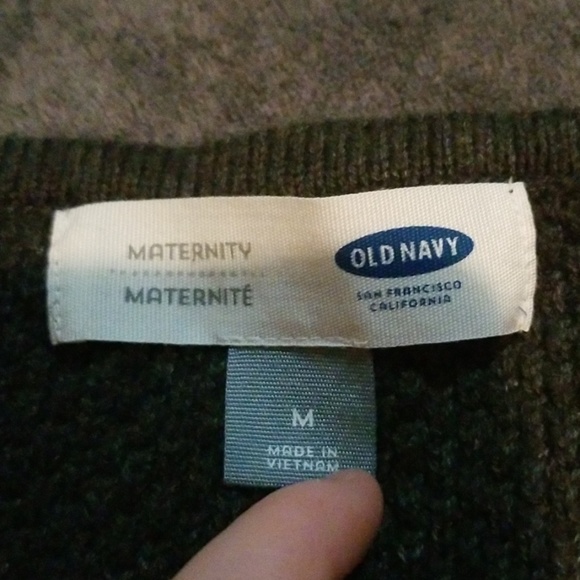 MATERNITY
MATERNITÉ
OLD NAVY
SAN FRANCISCO
CALIFORNIA
M
MADE IN
VIETNAM